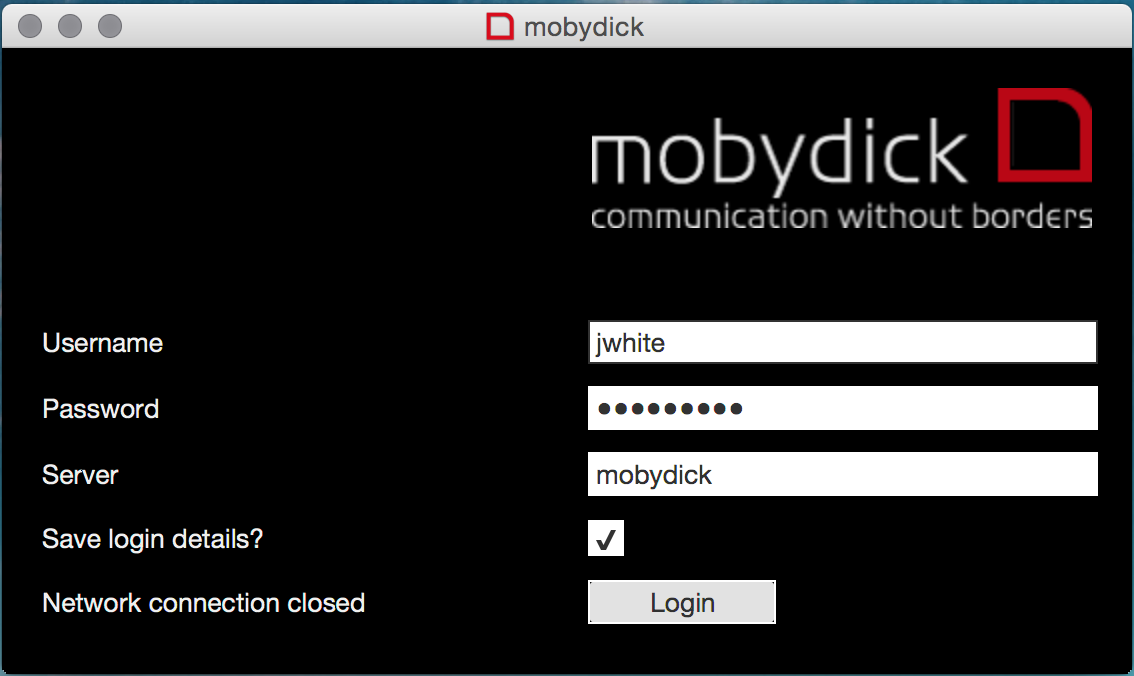 mobydick
mobydick
communication without borders
Username
jwhite
Password
•••••••••
Server
mobydick
Save login details?
✓
Network connection closed
Login